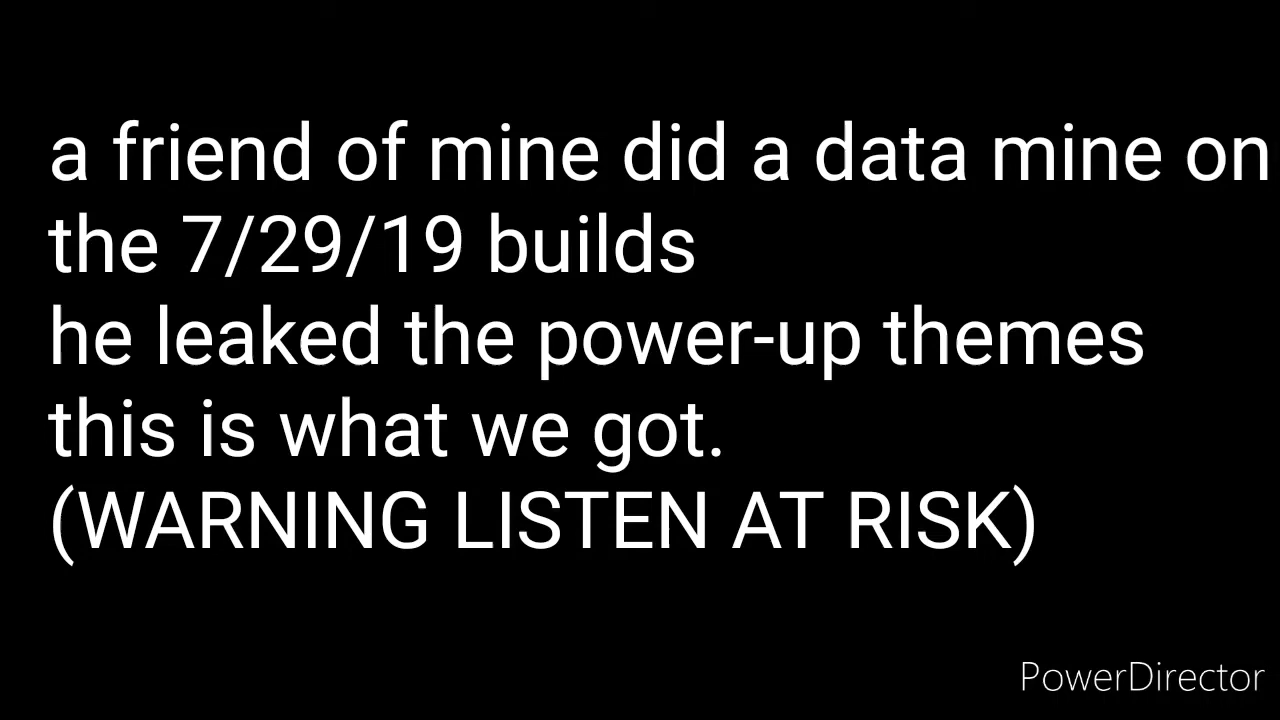 a friend of mine did a data mine on
the 7/29/19 builds
he leaked the power-up themes
this is what we got.
(WARNING LISTEN AT RISK)
PowerDirector